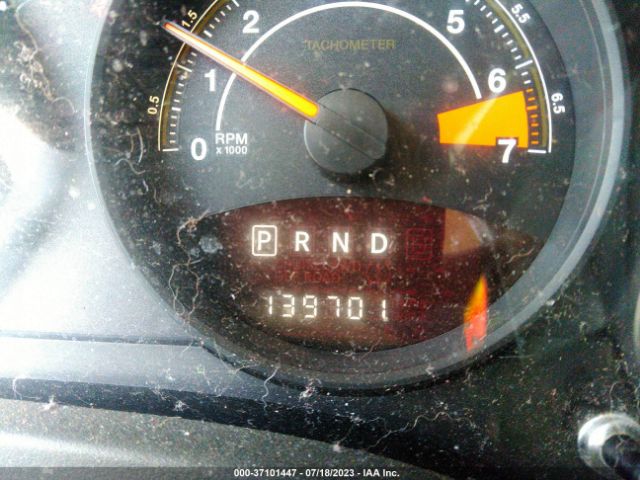 0 0.5 1 1.5 2 5 5.5 6 6.5 7
TACHOMETER
RPM
x 1000
P R N D
139701
000-37101447 - 07/18/2023 - IAA Inc.